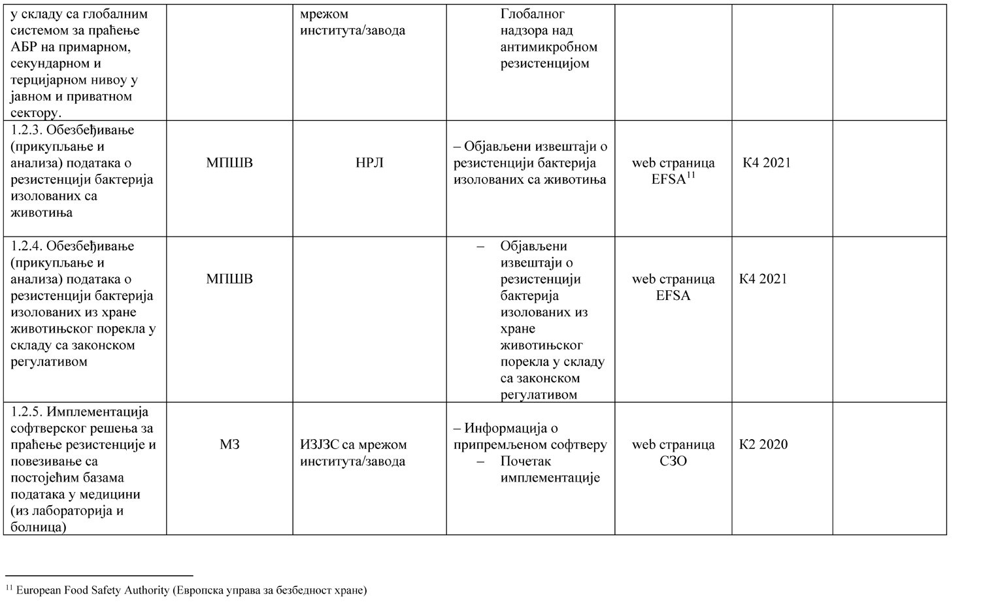 у складу са глобалним
системом за праћење
АБР на примарном,
секундарном и
терцијарном нивоу у
јавном и приватном
сектору.
мрежом
института/завода
Глобалног
надзора над
антимикробном
резистенцијом
1.2.3. Обезбеђивање
(прикупљање и
анализа) података о
резистенцији бактерија
изолованих са
животиња
МПШВ
НРЛ
– Објављени извештаји о
резистенцији бактерија
изолованих са животиња
web страница
EFSA11
К4 2021
1.2.4. Обезбеђивање
(прикупљање и
анализа) података о
резистенцији бактерија
изолованих из хране
животињског порекла у
складу са законском
регулативом
МПШВ
– Објављени
извештаји о
резистенцији
бактерија
изолованих из
хране
животињског
порекла у складу
са законском
регулативом
web страница
EFSA
К4 2021
1.2.5. Имплементација
софтверског решења за
праћење резистенције и
повезивање са
постојећим базама
података у медицини
(из лабораторија и
болница)
МЗ
ИЗЈЗС са мрежом
института/завода
– Информација о
припремљеном софтверу
– Почетак
имплементације
web страница
СЗО
К2 2020
11 European Food Safety Authority (Европска управа за безбедност хране)